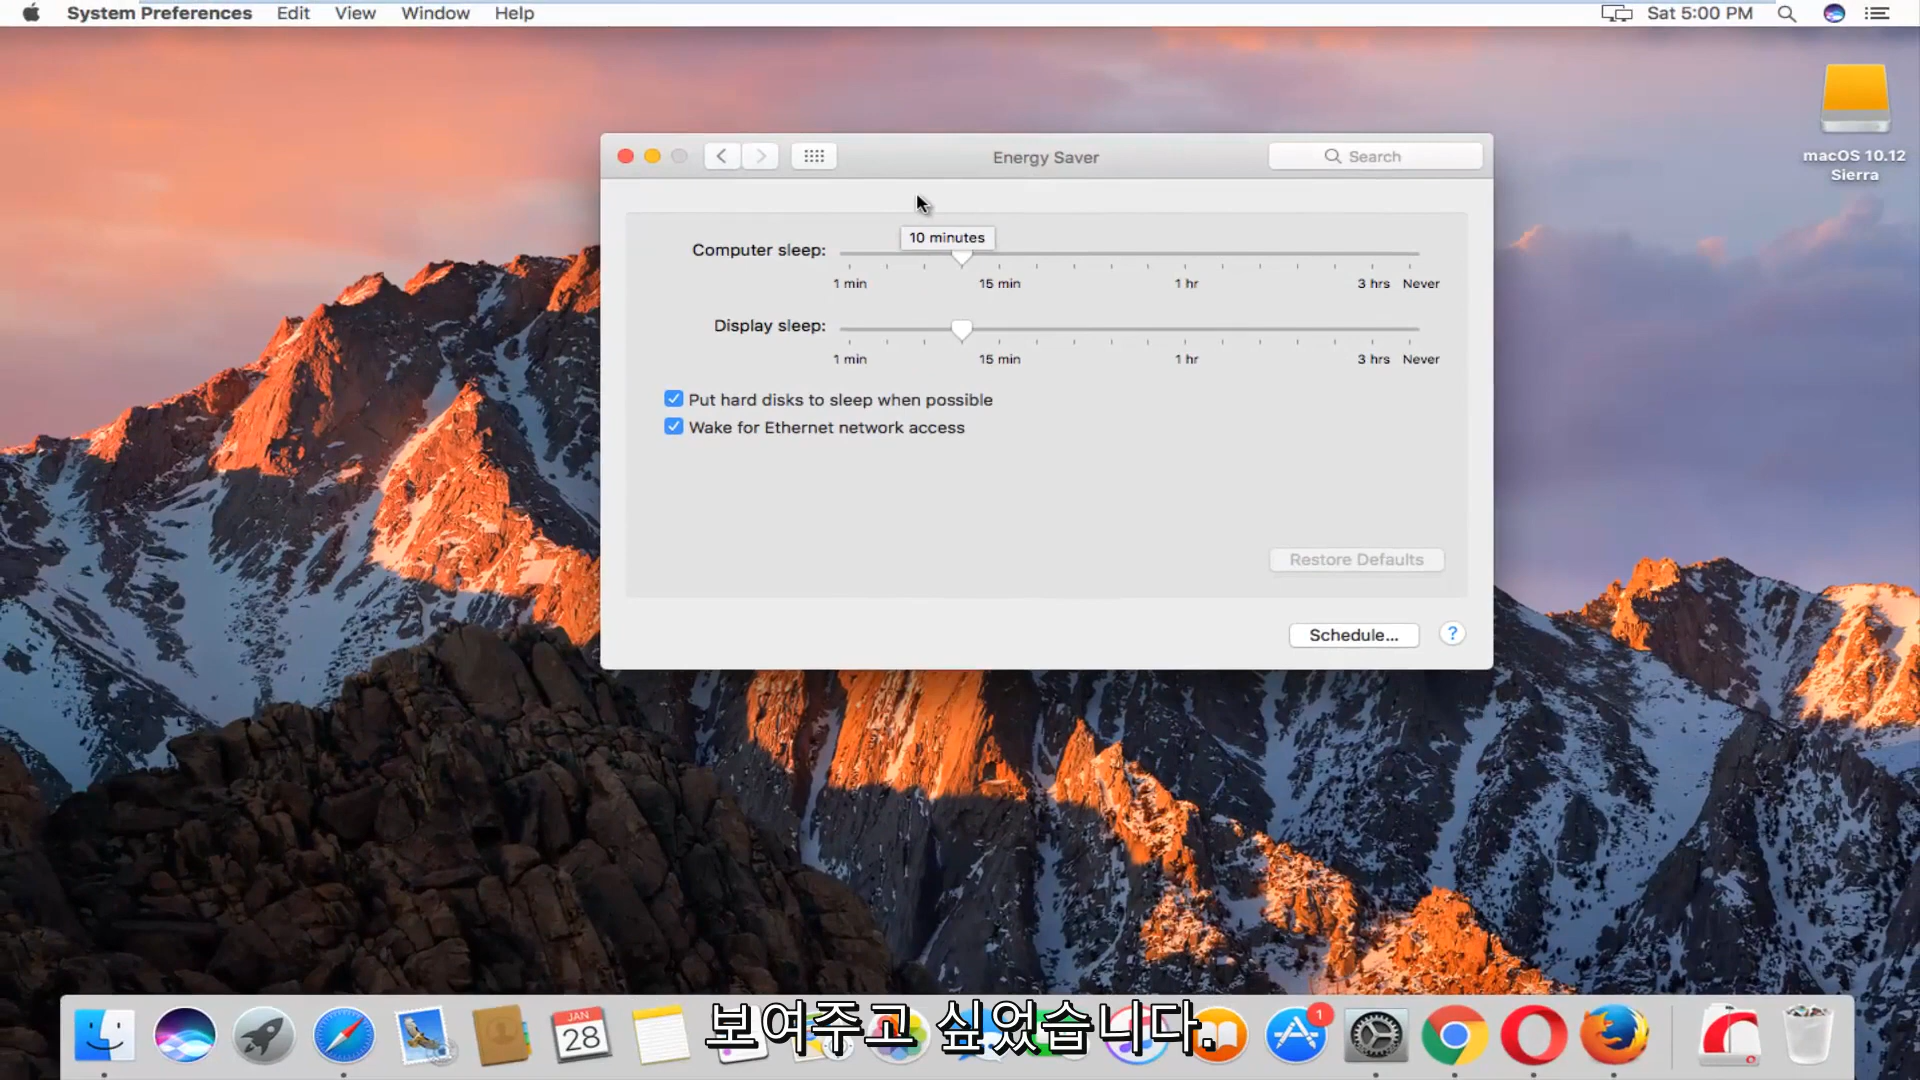 System Preferences Edit View Window Help Sat 5:00 PM
macOS 10.12
Sierra
Energy Saver
Search
10 minutes
Computer sleep:
1 min 15 min 1 hr 3 hrs Never
Display sleep:
1 min 15 min 1 hr 3 hrs Never
Put hard disks to sleep when possible
Wake for Ethernet network access
Restore Defaults
Schedule... ?
JAN
28
1
보여주고 싶었습니다.